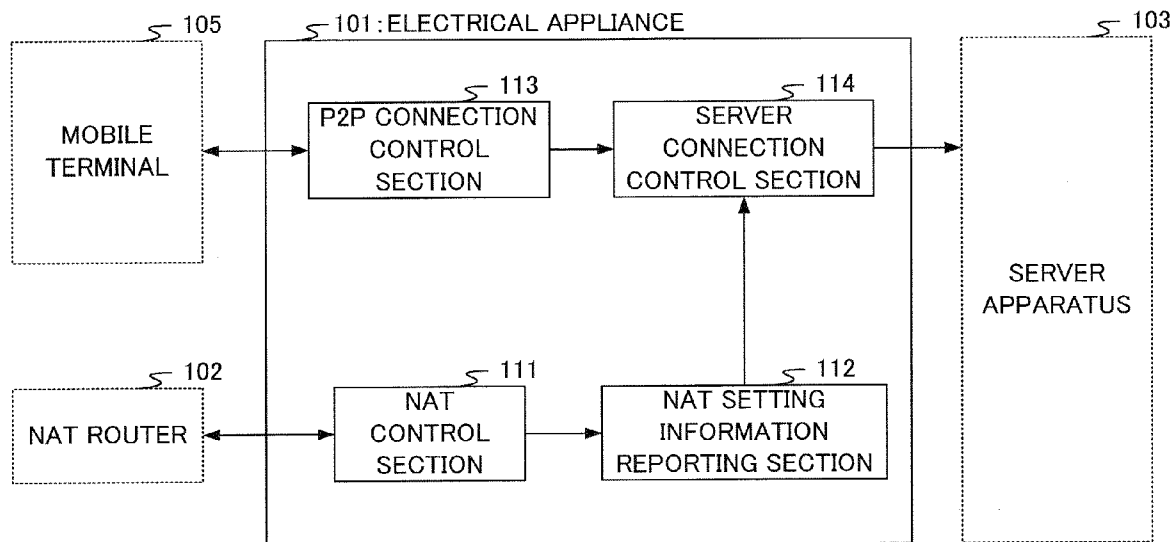 105
101:ELECTRICAL APPLIANCE
103
113
114
MOBILE
TERMINAL
P2P CONNECTION
CONTROL
SECTION
SERVER
CONNECTION
CONTROL SECTION
SERVER
APPARATUS
102
111
112
NAT ROUTER
NAT
CONTROL
SECTION
NAT SETTING
INFORMATION
REPORTING SECTION